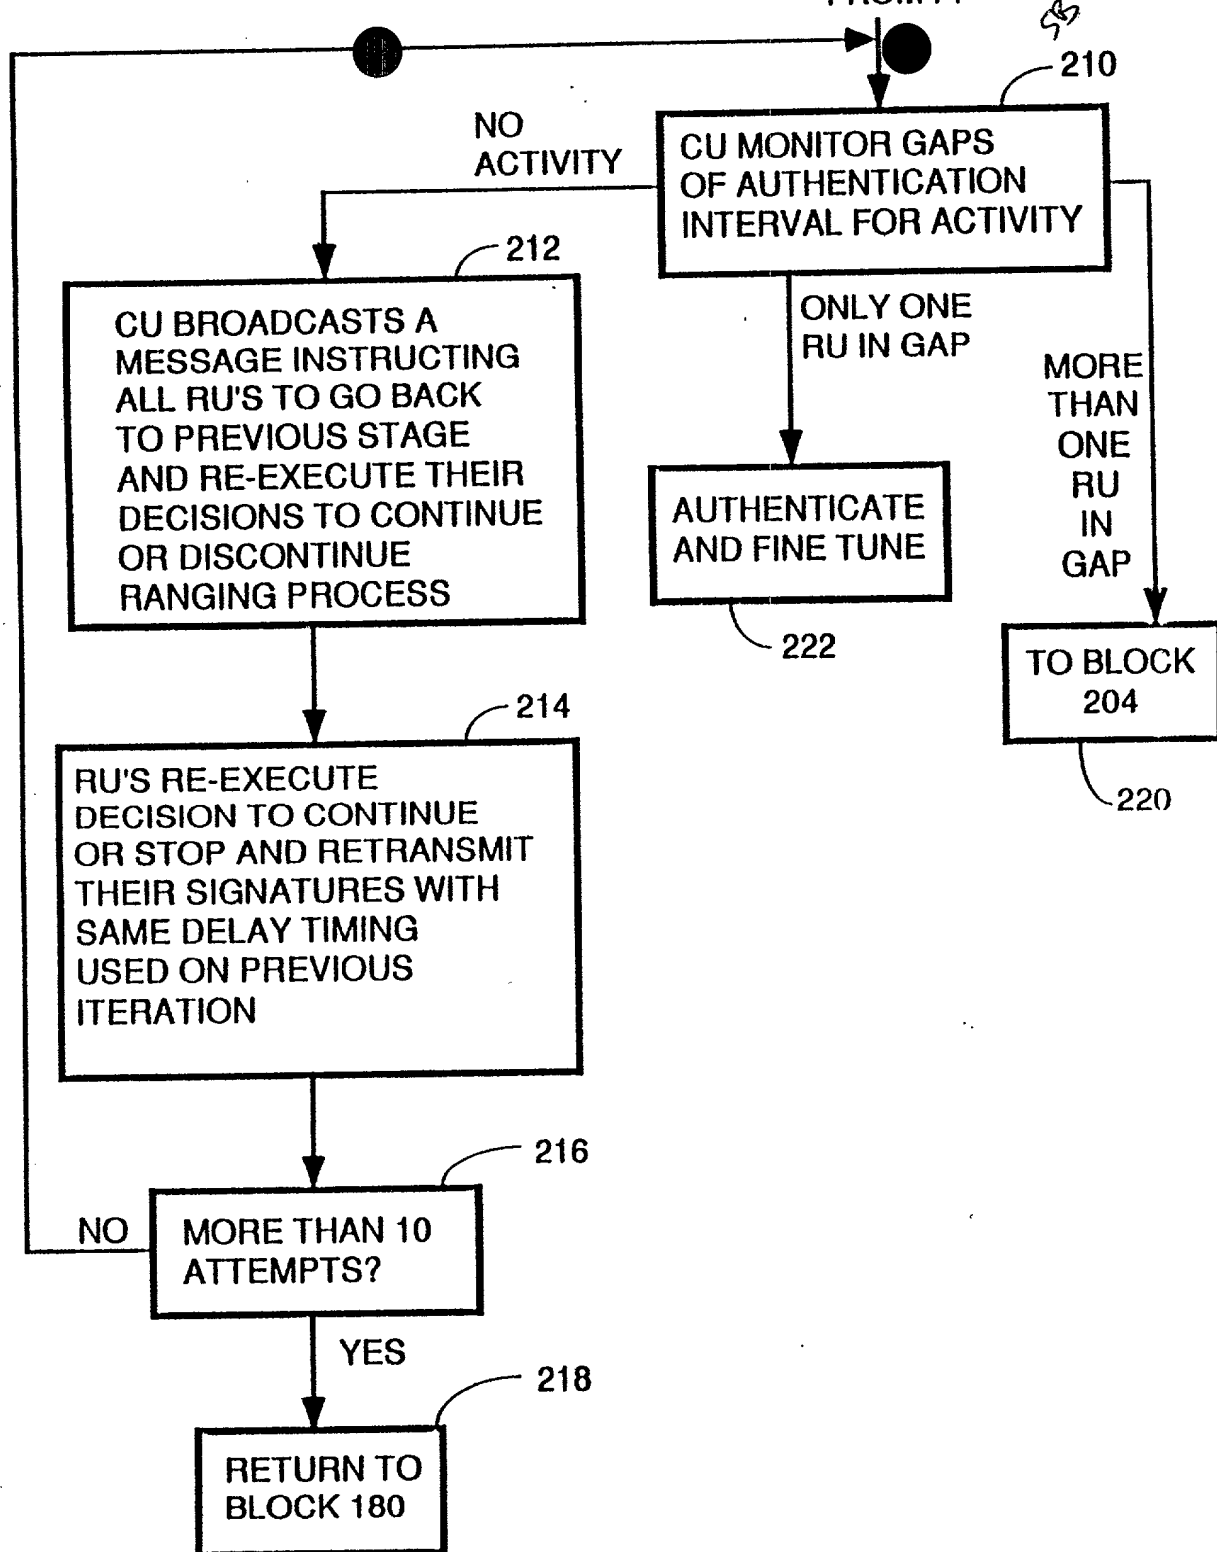 210
NO
ACTIVITY
CU MONITOR GAPS
OF AUTHENTICATION
INTERVAL FOR ACTIVITY
212
CU BROADCASTS A
MESSAGE INSTRUCTING
ALL RU'S TO GO BACK
TO PREVIOUS STAGE
AND RE-EXECUTE THEIR
DECISIONS TO CONTINUE
OR DISCONTINUE
RANGING PROCESS
ONLY ONE
RU IN GAP
MORE
THAN
ONE
RU
IN
GAP
AUTHENTICATE
AND FINE TUNE
222
TO BLOCK
204
220
214
RU'S RE-EXECUTE
DECISION TO CONTINUE
OR STOP AND RETRANSMIT
THEIR SIGNATURES WITH
SAME DELAY TIMING
USED ON PREVIOUS
ITERATION
216
NO
MORE THAN 10
ATTEMPTS?
YES
218
RETURN TO
BLOCK 180